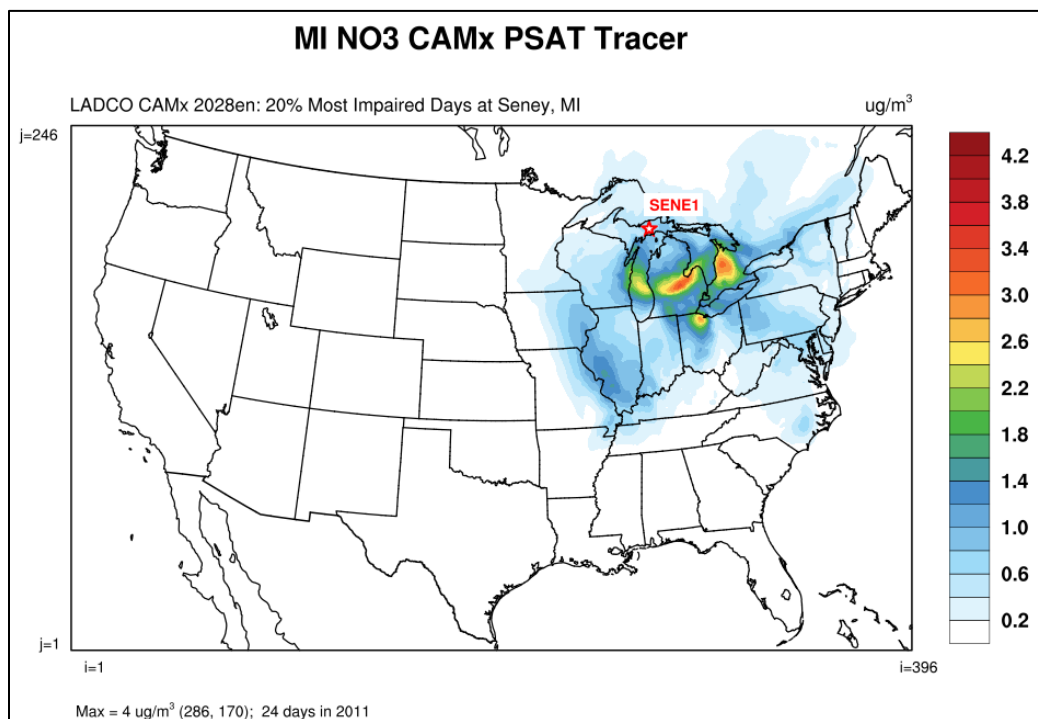 MI NO3 CAMx PSAT Tracer
LADCO CAMx 2028en: 20% Most Impaired Days at Seney, MI
ug/m³
j=246
SENE1
4.2
3.8
3.4
3.0
2.6
2.2
1.8
1.4
1.0
0.6
0.2
j=1
i=1
i=396
Max = 4 ug/m³ (286, 170); 24 days in 2011